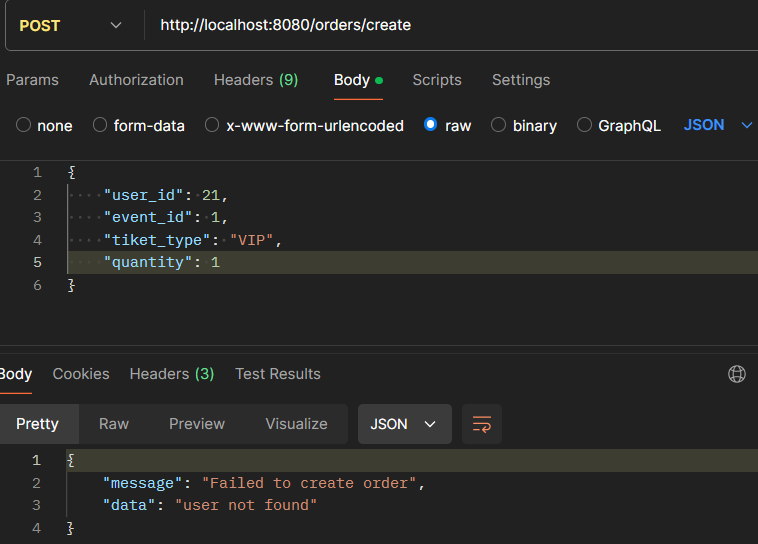 POST http://localhost:8080/orders/create
Params Authorization Headers (9) Body Scripts Settings
none form-data x-www-form-urlencoded raw binary GraphQL JSON
1 {
2 "user_id": 21,
3 "event_id": 1,
4 "tiket_type": "VIP",
5 "quantity": 1
6 }
Body Cookies Headers (3) Test Results
Pretty Raw Preview Visualize JSON
1 {
2 "message": "Failed to create order",
3 "data": "user not found"
4 }